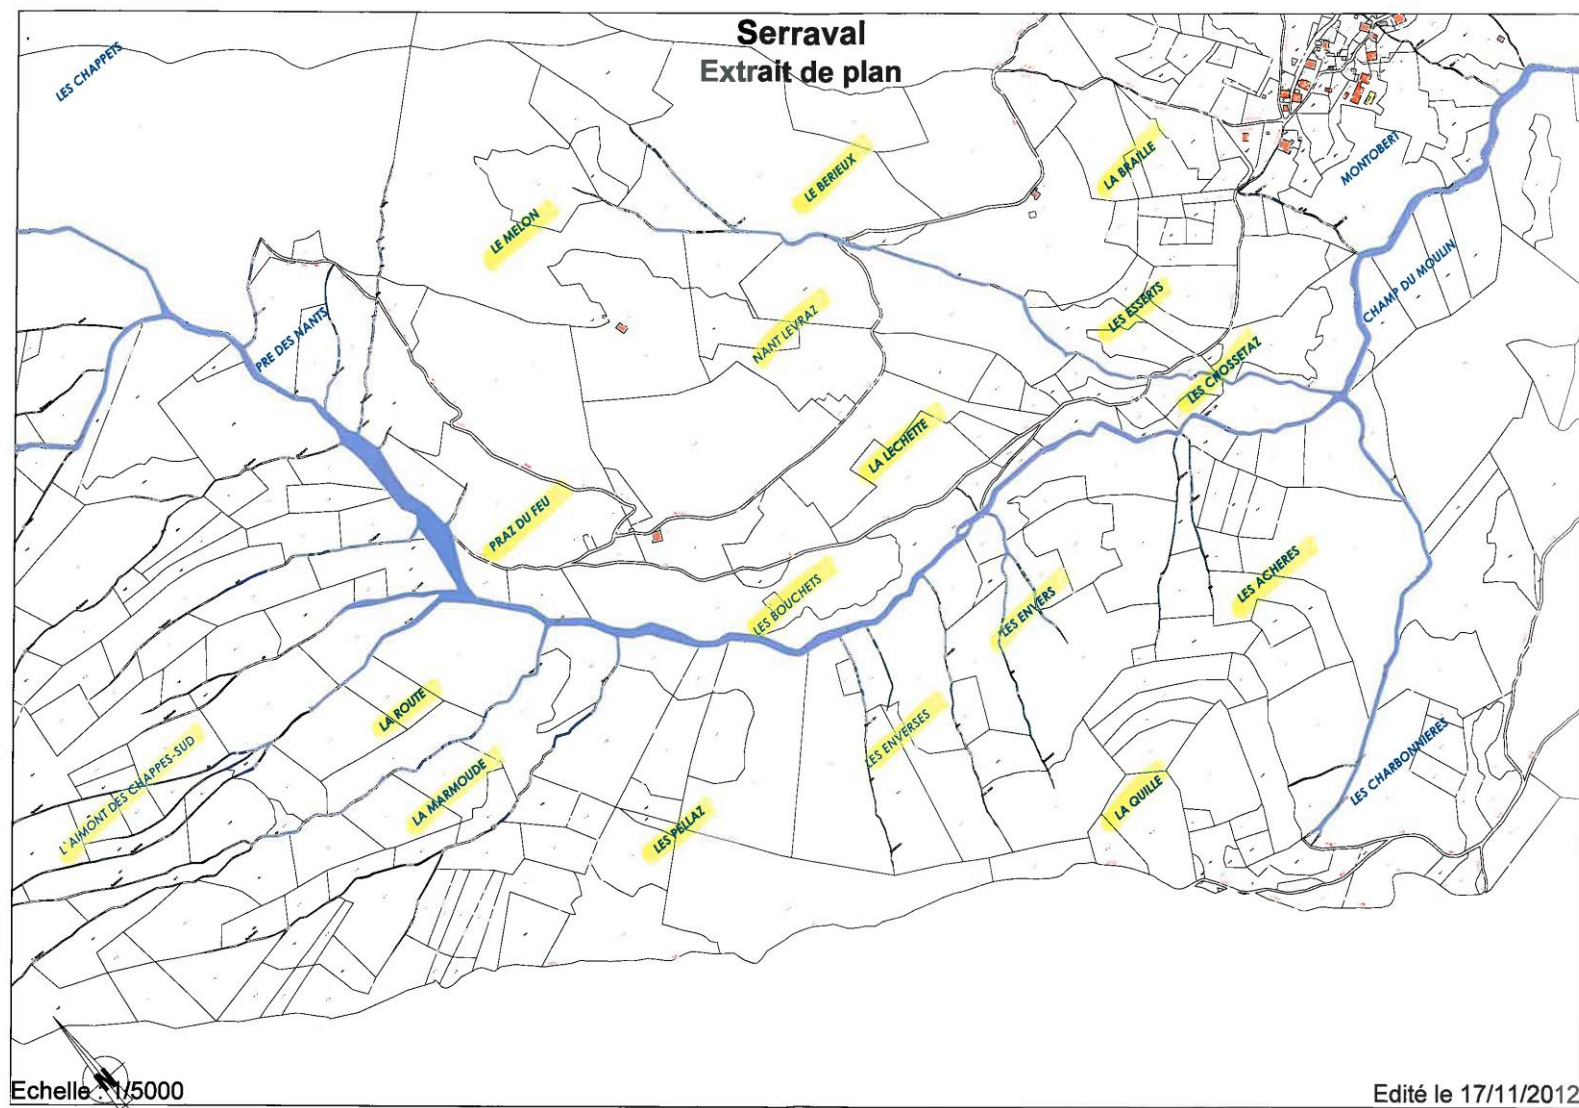 Serraval
Extrait de plan
LES CHAPPETS
LE BERIEUX
LA BRAILLE
MONTOBERT
LE MELON
CHAMP DU MOULIN
PRE DES NANTS
NANT LEVRAZ
LES ESSERTS
LES CROSSETAZ
LA LECHETTE
PRAZ DU FEU
LES BOUCHETS
LES ENVERS
LES ACHERES
LA ROUTE
LES ENVERSES
L'AIMONT DES CHAPPES-SUD
LA MARMOUDE
LES PELLAZ
LA QUILLE
LES CHARBONNIERES
N
Echelle : 1/5000
Edité le 17/11/2012